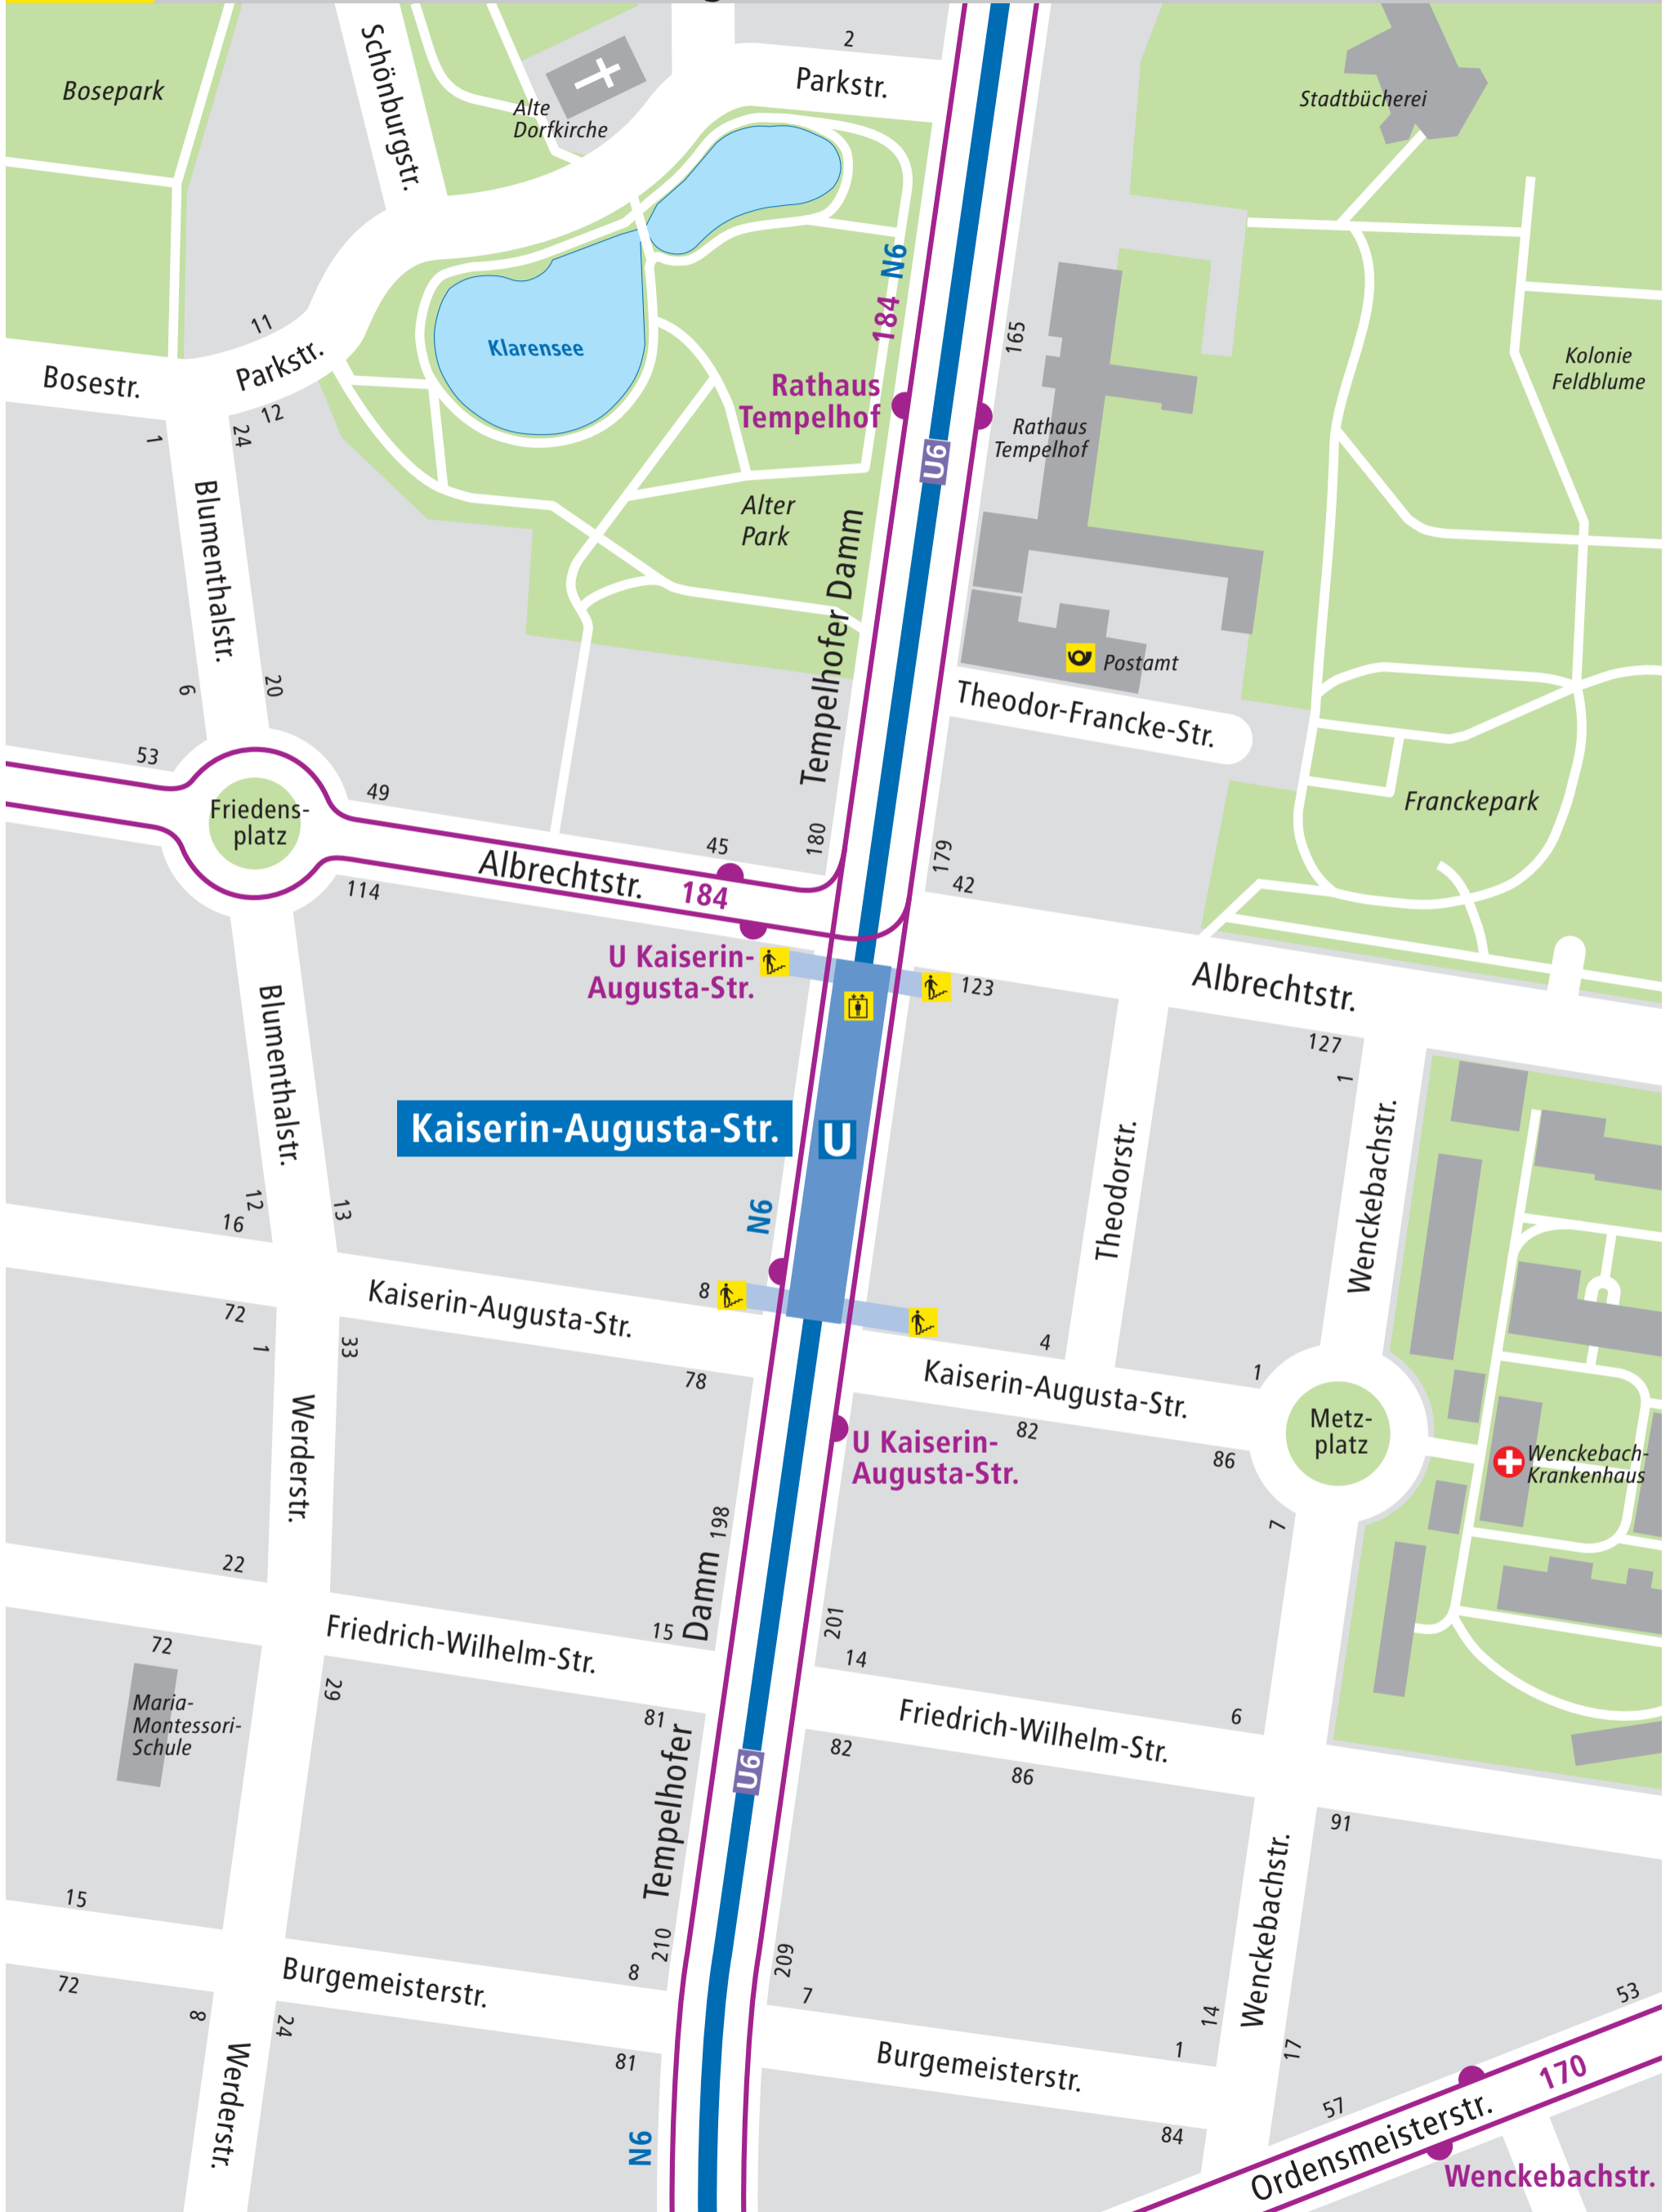 Schönburgstr.
2
Parkstr.
Bosepark
Alte
Dorfkirche
Stadtbücherei
N6
184
165
11
Parkstr.
12
Bosestr.
Klarensee
Kolonie
Feldblume
Rathaus
Tempelhof
Rathaus
Tempelhof
U6
1
24
Blumenthalstr.
Alter
Park
Tempelhofer Damm
Postamt
6
20
Theodor-Francke-Str.
53
49
Friedens-
platz
Franckepark
45
180
179
42
Albrechtstr.
184
114
U Kaiserin-
Augusta-Str.
123
Albrechtstr.
127
1
Blumenthalstr.
Kaiserin-Augusta-Str.
U
Theodorstr.
Wenckebachstr.
12
13
16
N6
8
72
Kaiserin-Augusta-Str.
1
33
78
4
Kaiserin-Augusta-Str.
1
82
86
Metz-
platz
U Kaiserin-
Augusta-Str.
Wenckebach-
Krankenhaus
Werderstr.
198
Damm
7
22
201
15
14
Friedrich-Wilhelm-Str.
72
29
Maria-
Montessori-
Schule
81
82
Friedrich-Wilhelm-Str.
6
86
91
U6
Tempelhofer
Wenckebachstr.
15
210
209
8
7
Burgemeisterstr.
72
8
24
14
17
53
81
Burgemeisterstr.
1
84
Werderstr.
N6
57
170
Ordensmeisterstr.
Wenckebachstr.